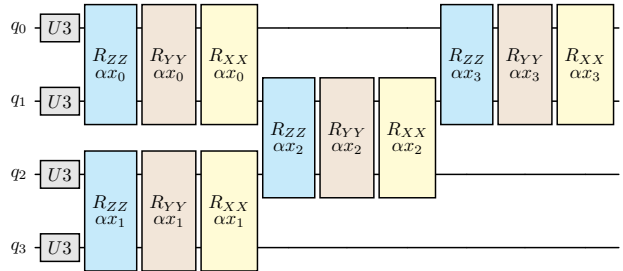 q₀ U3 R_ZZ αx₀ R_YY αx₀ R_XX αx₀ R_ZZ αx₃ R_YY αx₃ R_XX αx₃
q₁ U3 R_ZZ αx₂ R_YY αx₂ R_XX αx₂
q₂ U3 R_ZZ αx₁ R_YY αx₁ R_XX αx₁
q₃ U3